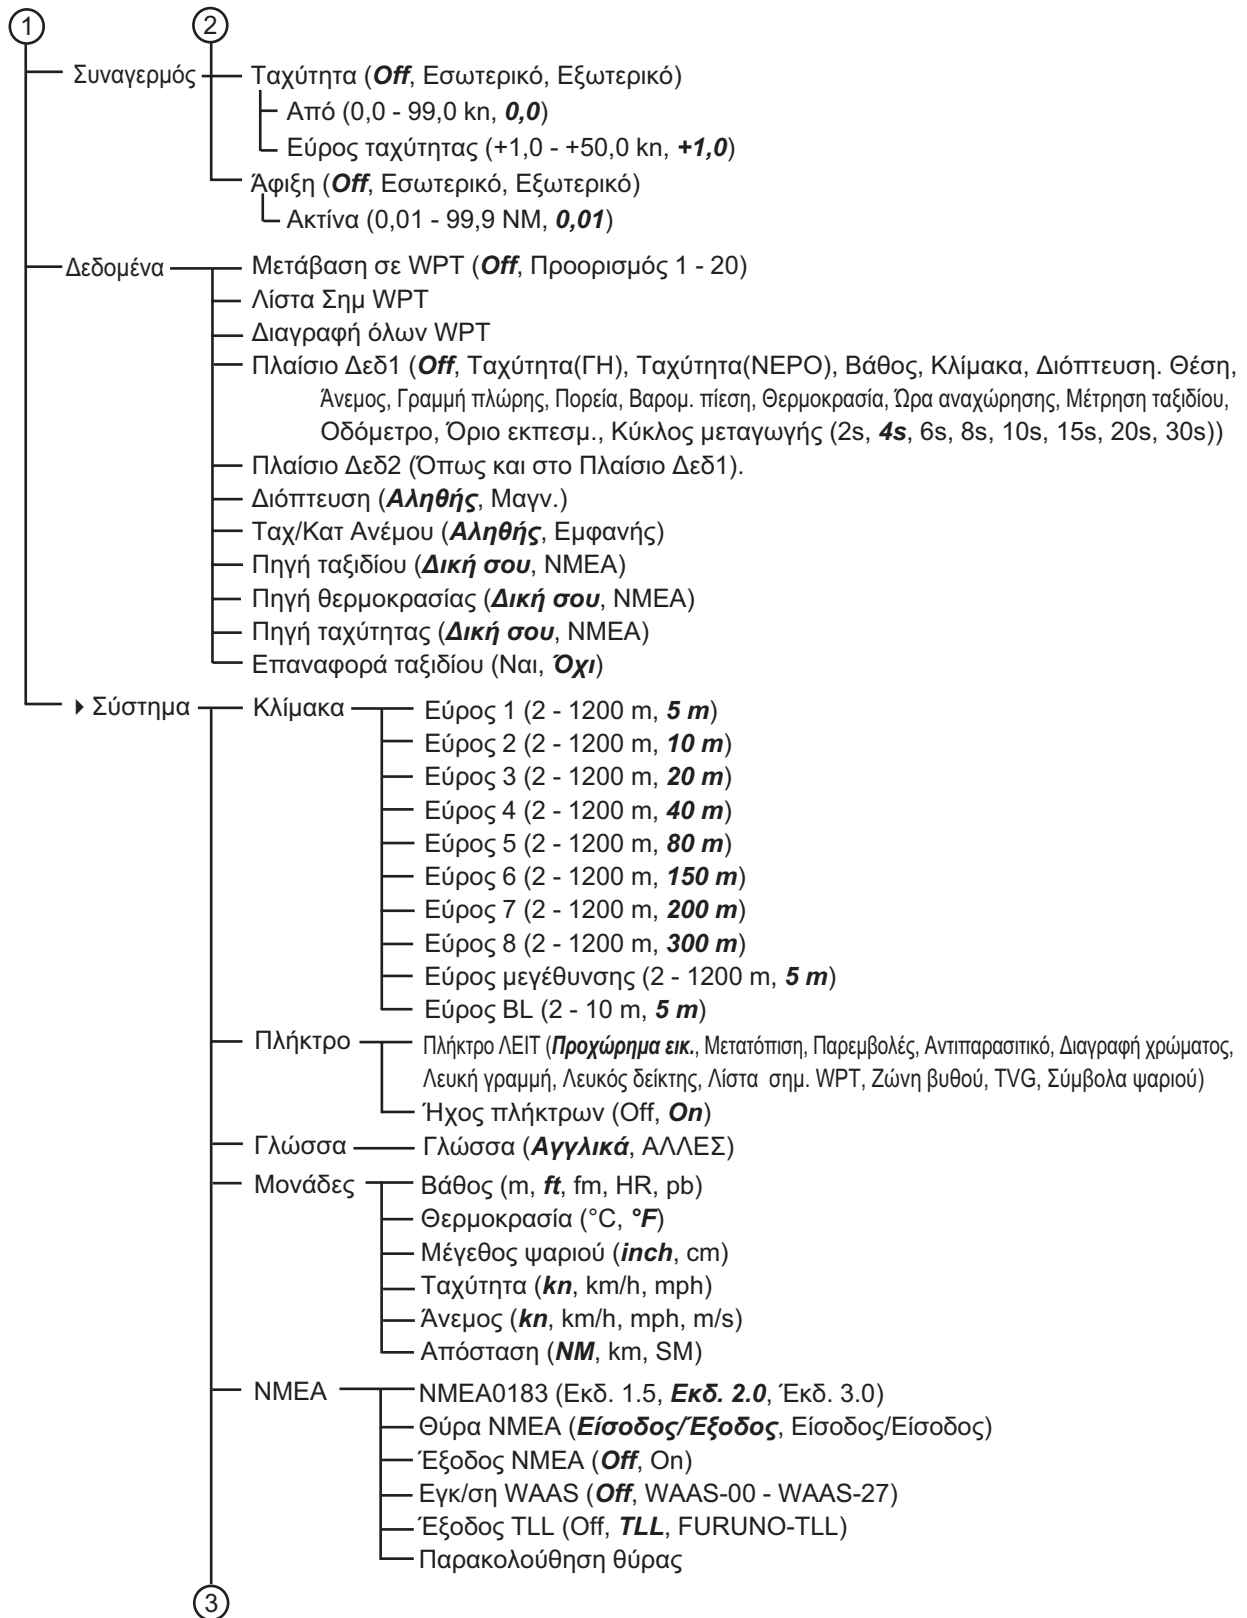 1 2
Συναγερμός Ταχύτητα (Off, Εσωτερικό, Εξωτερικό)
Από (0,0 - 99,0 kn, 0,0)
Εύρος ταχύτητας (+1,0 - +50,0 kn, +1,0)
Άφιξη (Off, Εσωτερικό, Εξωτερικό)
Ακτίνα (0,01 - 99,9 NM, 0,01)
Δεδομένα Μετάβαση σε WPT (Off, Προορισμός 1 - 20)
Λίστα Σημ WPT
Διαγραφή όλων WPT
Πλαίσιο Δεδ1 (Off, Ταχύτητα(ΓΗ), Ταχύτητα(ΝΕΡΟ), Βάθος, Κλίμακα, Διόπτευση. Θέση,
Άνεμος, Γραμμή πλώρης, Πορεία, Βαρομ. πίεση, Θερμοκρασία, Ώρα αναχώρησης, Μέτρηση ταξιδίου,
Οδόμετρο, Όριο εκπεσμ., Κύκλος μεταγωγής (2s, 4s, 6s, 8s, 10s, 15s, 20s, 30s))
Πλαίσιο Δεδ2 (Όπως και στο Πλαίσιο Δεδ1).
Διόπτευση (Αληθής, Μαγν.)
Ταχ/Κατ Ανέμου (Αληθής, Εμφανής)
Πηγή ταξιδίου (Δική σου, NMEA)
Πηγή θερμοκρασίας (Δική σου, NMEA)
Πηγή ταχύτητας (Δική σου, NMEA)
Επαναφορά ταξιδίου (Ναι, Όχι)
Σύστημα Κλίμακα Εύρος 1 (2 - 1200 m, 5 m)
Εύρος 2 (2 - 1200 m, 10 m)
Εύρος 3 (2 - 1200 m, 20 m)
Εύρος 4 (2 - 1200 m, 40 m)
Εύρος 5 (2 - 1200 m, 80 m)
Εύρος 6 (2 - 1200 m, 150 m)
Εύρος 7 (2 - 1200 m, 200 m)
Εύρος 8 (2 - 1200 m, 300 m)
Εύρος μεγέθυνσης (2 - 1200 m, 5 m)
Εύρος BL (2 - 10 m, 5 m)
Πλήκτρο Πλήκτρο ΛΕΙΤ (Προχώρημα εικ., Μετατόπιση, Παρεμβολές, Αντιπαρασιτικό, Διαγραφή χρώματος,
Λευκή γραμμή, Λευκός δείκτης, Λίστα σημ. WPT, Ζώνη βυθού, TVG, Σύμβολα ψαριού)
Ήχος πλήκτρων (Off, On)
Γλώσσα Γλώσσα (Αγγλικά, ΑΛΛΕΣ)
Μονάδες Βάθος (m, ft, fm, HR, pb)
Θερμοκρασία (°C, °F)
Μέγεθος ψαριού (inch, cm)
Ταχύτητα (kn, km/h, mph)
Άνεμος (kn, km/h, mph, m/s)
Απόσταση (NM, km, SM)
NMEA NMEA0183 (Εκδ. 1.5, Εκδ. 2.0, Έκδ. 3.0)
Θύρα NMEA (Είσοδος/Έξοδος, Είσοδος/Είσοδος)
Έξοδος NMEA (Off, On)
Εγκ/ση WAAS (Off, WAAS-00 - WAAS-27)
Έξοδος TLL (Off, TLL, FURUNO-TLL)
Παρακολούθηση θύρας
3